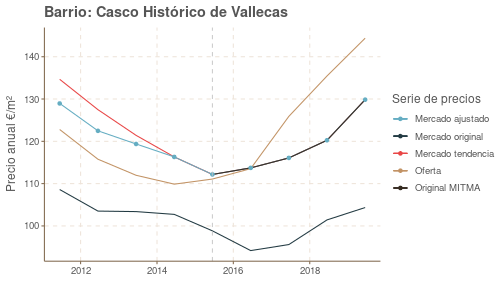 Barrio: Casco Histórico de Vallecas
Precio anual €/m²
140
130
120
110
100
2012
2014
2016
2018
Serie de precios
Mercado ajustado
Mercado original
Mercado tendencia
Oferta
Original MITMA